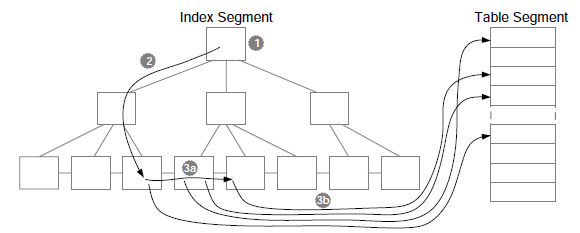 Index Segment
Table Segment
1
2
3a
3b